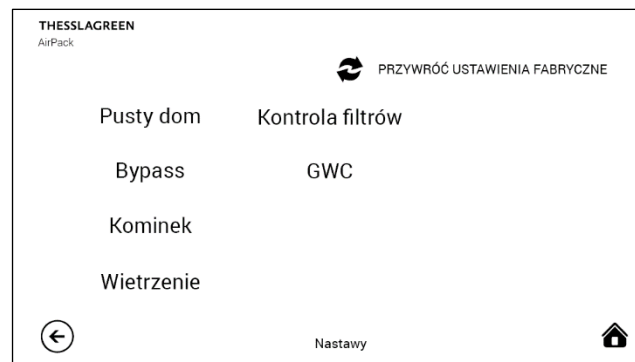 THESSLAGREEN
AirPack
PRZYWRÓĆ USTAWIENIA FABRYCZNE
Pusty dom Kontrola filtrów
Bypass GWC
Kominek
Wietrzenie
Nastawy